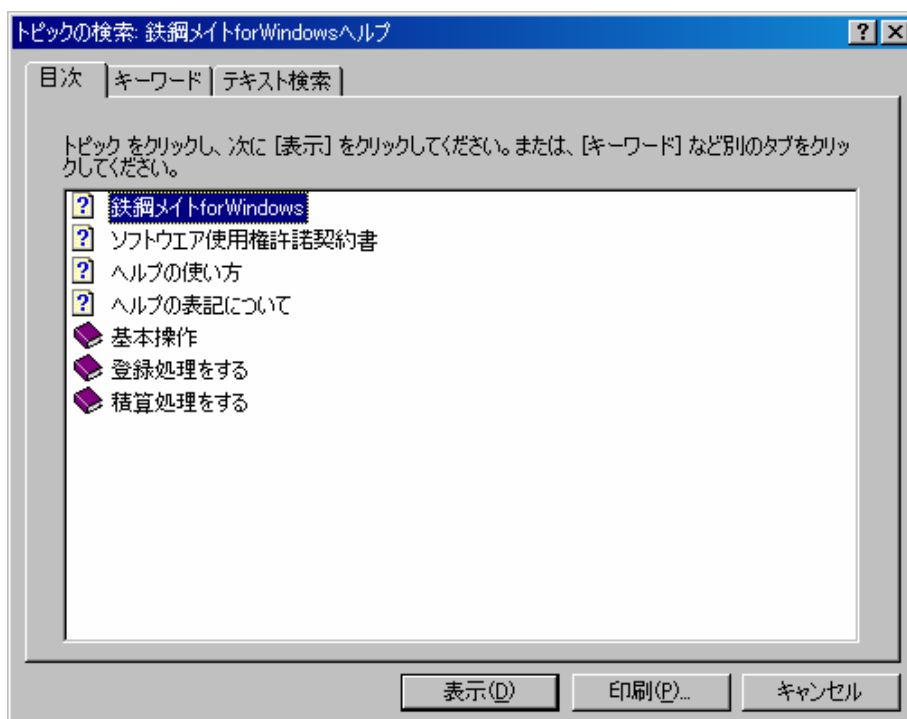 トピックの検索: 鉄鋼メイトforWindowsヘルプ
目次 キーワード テキスト検索
トピック をクリックし、次に [表示] をクリックしてください。または、[キーワード] など別のタブをクリッ
クしてください。
鉄鋼メイトforWindows
ソフトウエア使用権許諾契約書
ヘルプの使い方
ヘルプの表記について
基本操作
登録処理をする
積算処理をする
表示(D) 印刷(P)... キャンセル